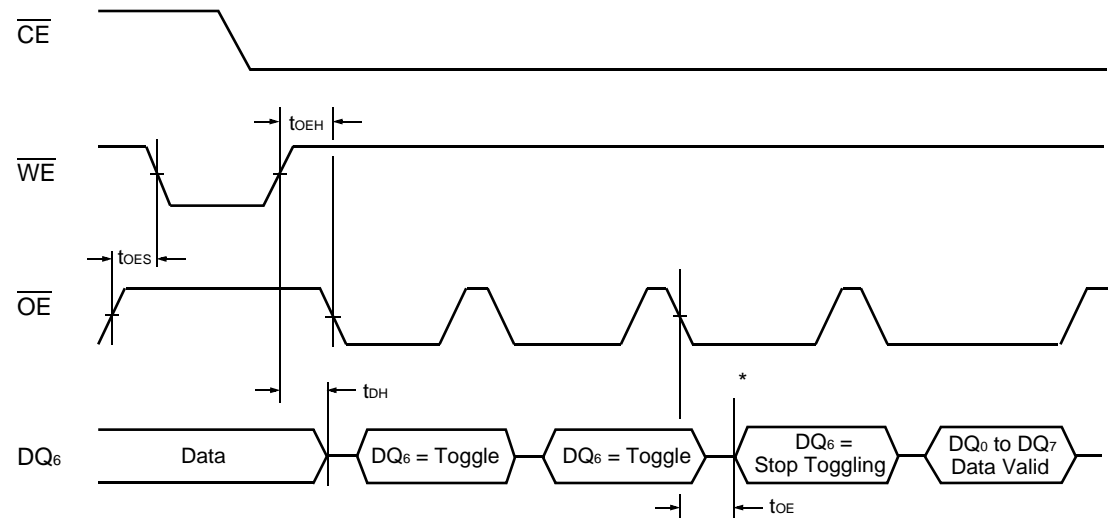 CE
tOEH
WE
tOES
OE
*
tDH
DQ6
Data
DQ6 = Toggle
DQ6 = Toggle
DQ6 =
Stop Toggling
DQ0 to DQ7
Data Valid
tOE